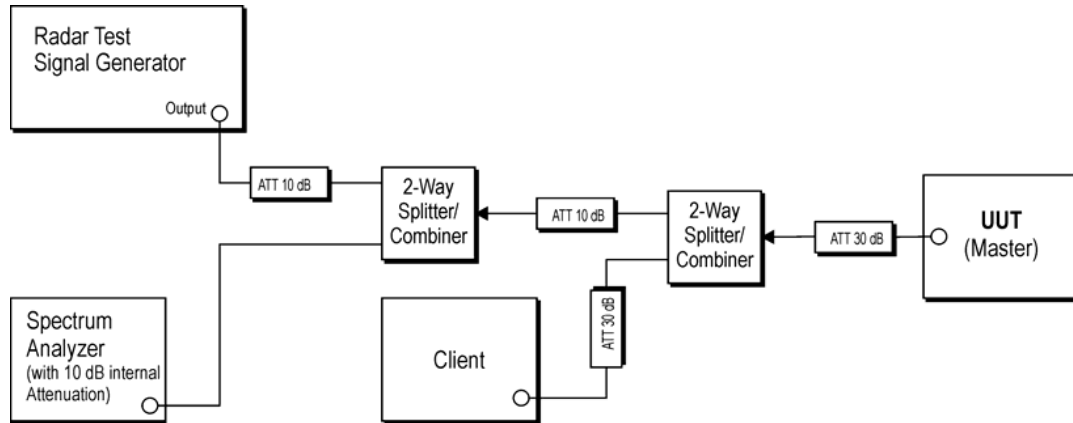 Radar Test
Signal Generator
Output
ATT 10 dB
2-Way
Splitter/
Combiner
ATT 10 dB
2-Way
Splitter/
Combiner
ATT 30 dB
UUT
(Master)
ATT 30 dB
Spectrum
Analyzer
(with 10 dB internal
Attenuation)
Client